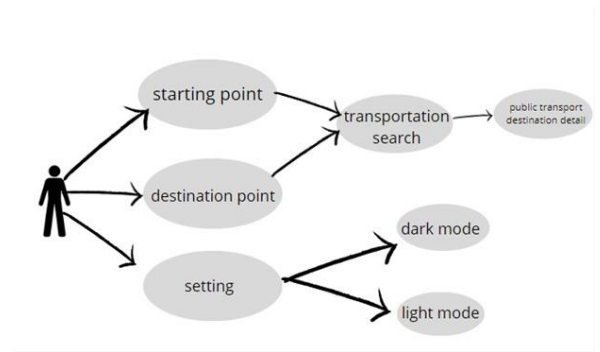 starting point
transportation
search
public transport
destination detail
destination point
dark mode
setting
light mode